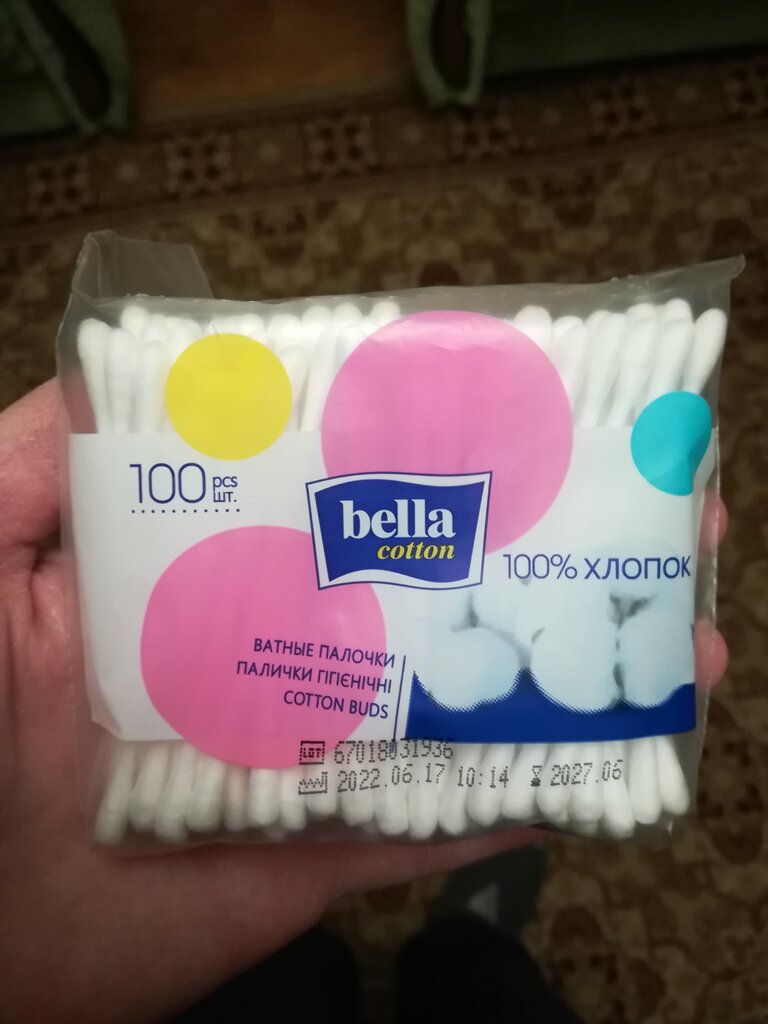 100 pcs
шт.
bella
cotton
100% ХЛОПОК
ВАТНЫЕ ПАЛОЧКИ
ПАЛИЧКИ ГІГІЄНІЧНІ
COTTON BUDS
LOT 67018031936
2022.06.17 10:14 2027.06